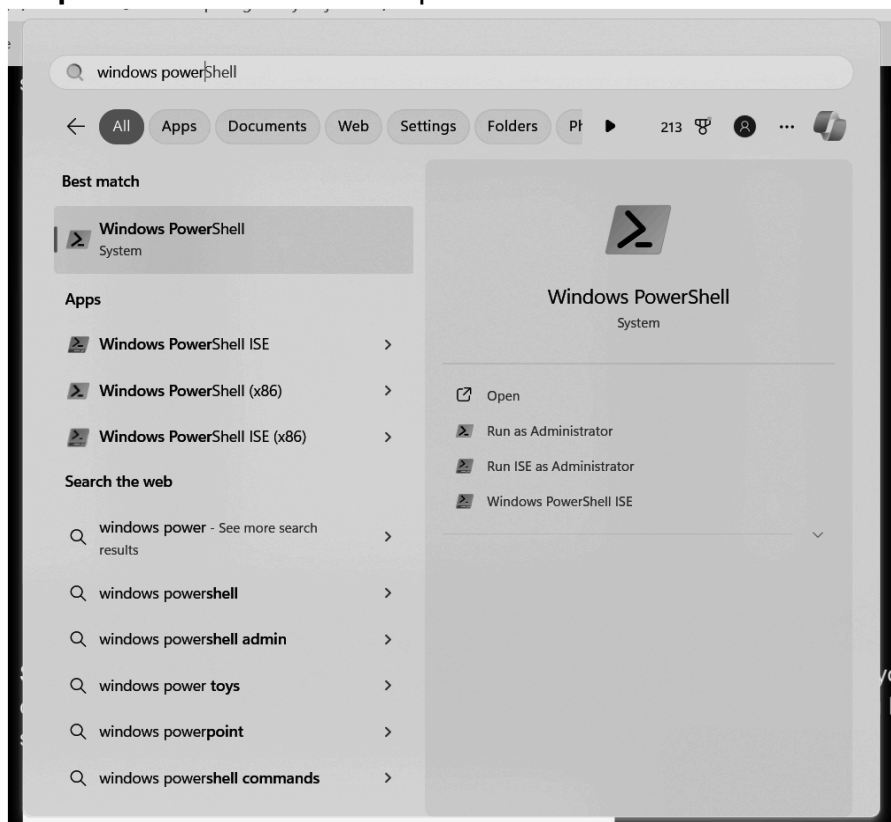 windows powerShell
All Apps Documents Web Settings Folders 213
Best match
Windows PowerShell
System
Apps
Windows PowerShell ISE
Windows PowerShell (x86)
Windows PowerShell ISE (x86)
Search the web
windows power - See more search
results
windows powershell
windows powershell admin
windows power toys
windows powerpoint
windows powershell commands
Windows PowerShell
System
Open
Run as Administrator
Run ISE as Administrator
Windows PowerShell ISE